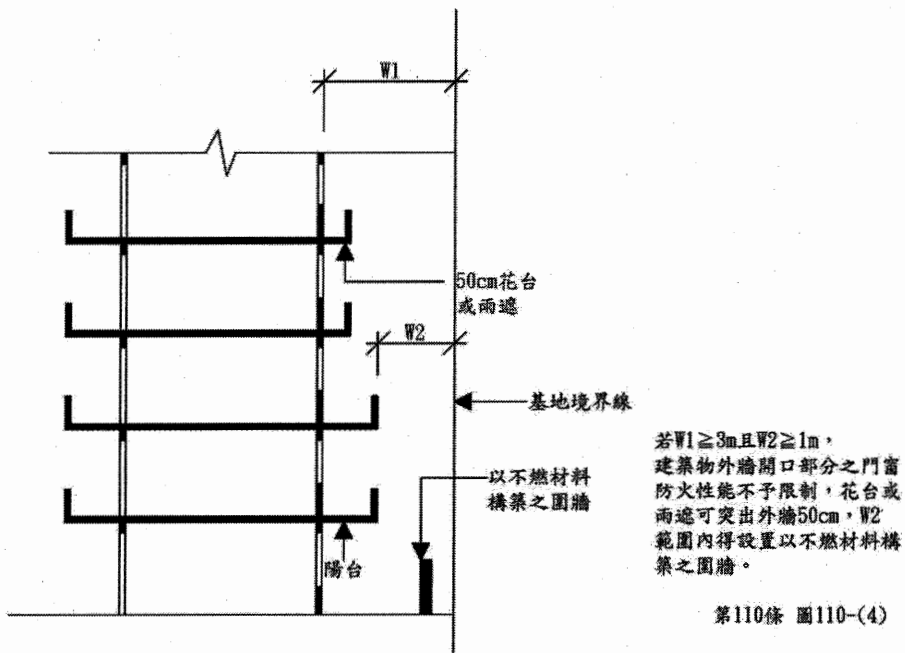 W1
50cm花台
或雨遮
W2
基地境界線
以不燃材料
構築之圍牆
陽台
若W1≧3m且W2≧1m，
建築物外牆開口部分之門窗
防火性能不予限制，花台或
雨遮可突出外牆50cm，W2
範圍內得設置以不燃材料構
築之圍牆。
第110條 圖110-(4)